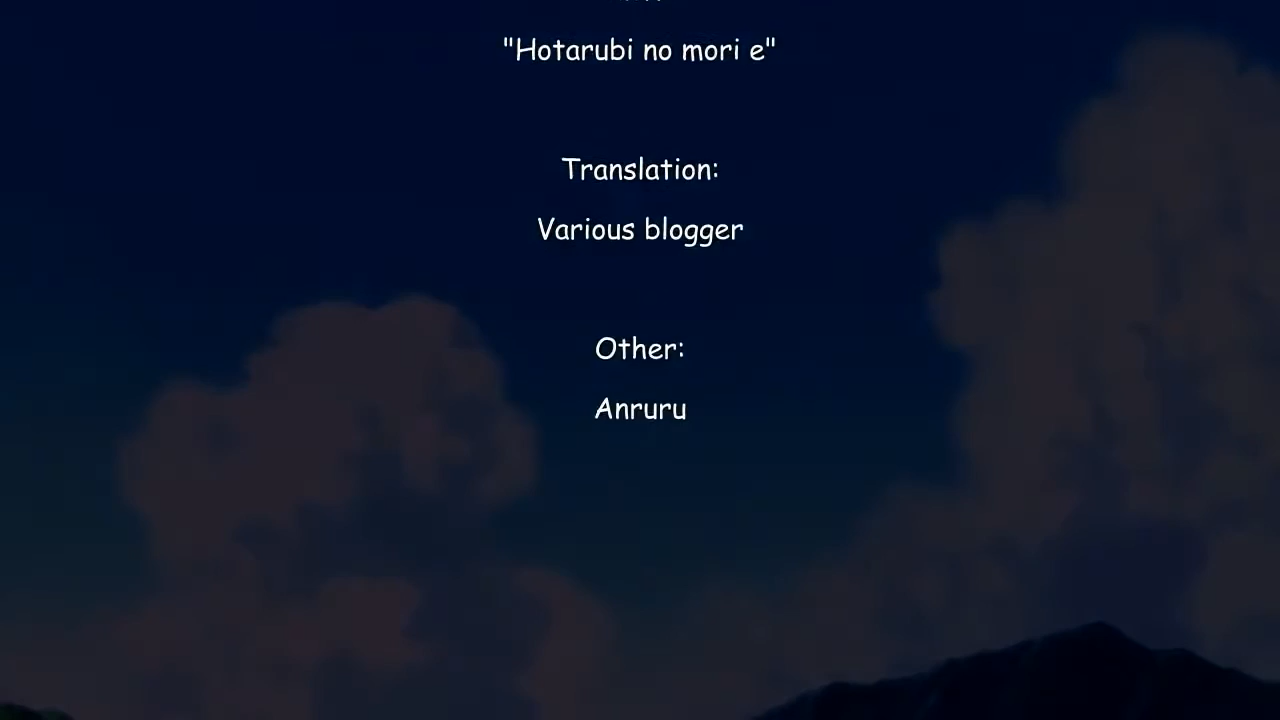 "Hotarubi no mori e"
Translation:
Various blogger
Other:
Anruru